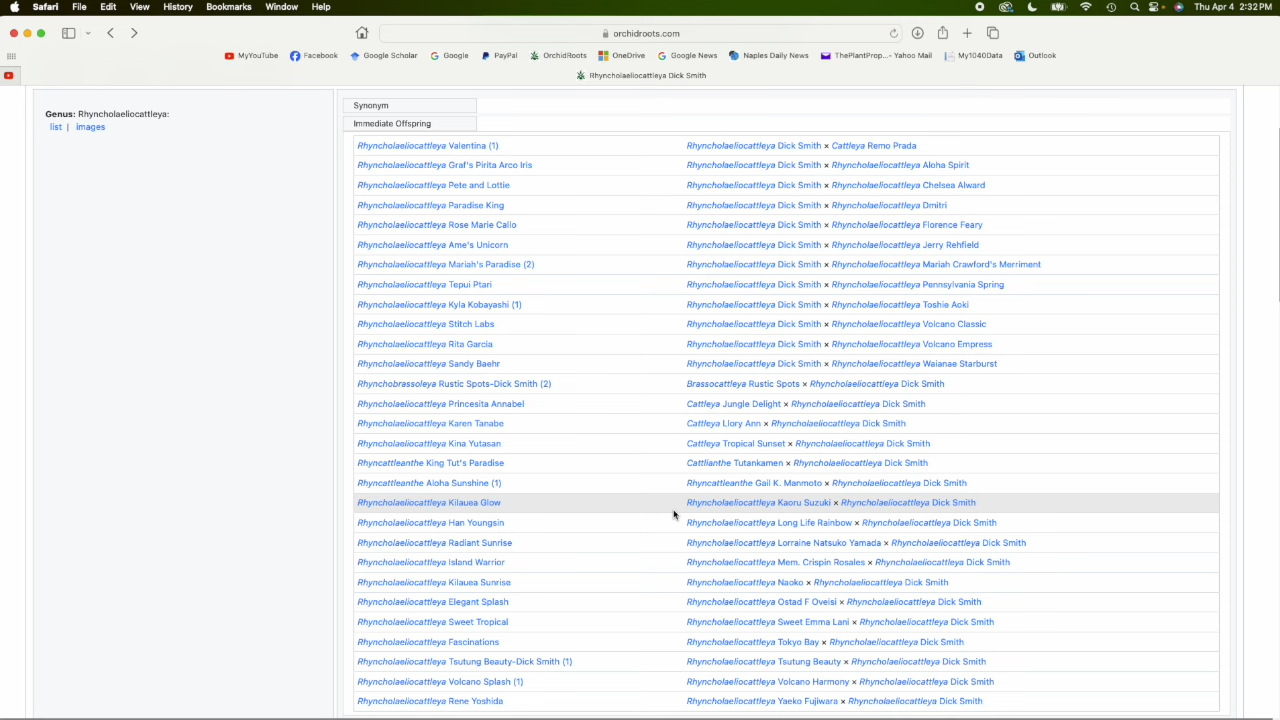 Safari File Edit View History Bookmarks Window Help Thu Apr 4 2:32 PM
orchidroots.com
MyYouTube Facebook Google Scholar Google PayPal OrchidRoots OneDrive Google News Naples Daily News ThePlantProp...- Yahoo Mail My1040Data Outlook
Rhyncholaeliocattleya Dick Smith
Genus: Rhyncholaeliocattleya:
list | images
Synonym
Immediate Offspring
Rhyncholaeliocattleya Valentina (1) Rhyncholaeliocattleya Dick Smith × Cattleya Remo Prada
Rhyncholaeliocattleya Graf's Pirita Arco Iris Rhyncholaeliocattleya Dick Smith × Rhyncholaeliocattleya Aloha Spirit
Rhyncholaeliocattleya Pete and Lottie Rhyncholaeliocattleya Dick Smith × Rhyncholaeliocattleya Chelsea Alward
Rhyncholaeliocattleya Paradise King Rhyncholaeliocattleya Dick Smith × Rhyncholaeliocattleya Dmitri
Rhyncholaeliocattleya Rose Marie Callo Rhyncholaeliocattleya Dick Smith × Rhyncholaeliocattleya Florence Feary
Rhyncholaeliocattleya Ame's Unicorn Rhyncholaeliocattleya Dick Smith × Rhyncholaeliocattleya Jerry Rehfield
Rhyncholaeliocattleya Mariah's Paradise (2) Rhyncholaeliocattleya Dick Smith × Rhyncholaeliocattleya Mariah Crawford's Merriment
Rhyncholaeliocattleya Tepui Ptari Rhyncholaeliocattleya Dick Smith × Rhyncholaeliocattleya Pennsylvania Spring
Rhyncholaeliocattleya Kyla Kobayashi (1) Rhyncholaeliocattleya Dick Smith × Rhyncholaeliocattleya Toshie Aoki
Rhyncholaeliocattleya Stitch Labs Rhyncholaeliocattleya Dick Smith × Rhyncholaeliocattleya Volcano Classic
Rhyncholaeliocattleya Rita Garcia Rhyncholaeliocattleya Dick Smith × Rhyncholaeliocattleya Volcano Empress
Rhyncholaeliocattleya Sandy Baehr Rhyncholaeliocattleya Dick Smith × Rhyncholaeliocattleya Waianae Starburst
Rhynchobrassoleya Rustic Spots-Dick Smith (2) Brassocattleya Rustic Spots × Rhyncholaeliocattleya Dick Smith
Rhyncholaeliocattleya Princesita Annabel Cattleya Jungle Delight × Rhyncholaeliocattleya Dick Smith
Rhyncholaeliocattleya Karen Tanabe Cattleya Llory Ann × Rhyncholaeliocattleya Dick Smith
Rhyncholaeliocattleya Kina Yutasan Cattleya Tropical Sunset × Rhyncholaeliocattleya Dick Smith
Rhyncattleanthe King Tut's Paradise Cattlianthe Tutankamen × Rhyncholaeliocattleya Dick Smith
Rhyncattleanthe Aloha Sunshine (1) Rhyncattleanthe Gail K. Manmoto × Rhyncholaeliocattleya Dick Smith
Rhyncholaeliocattleya Kilauea Glow Rhyncholaeliocattleya Kaoru Suzuki × Rhyncholaeliocattleya Dick Smith
Rhyncholaeliocattleya Han Youngsin Rhyncholaeliocattleya Long Life Rainbow × Rhyncholaeliocattleya Dick Smith
Rhyncholaeliocattleya Radiant Sunrise Rhyncholaeliocattleya Lorraine Natsuko Yamada × Rhyncholaeliocattleya Dick Smith
Rhyncholaeliocattleya Island Warrior Rhyncholaeliocattleya Mem. Crispin Rosales × Rhyncholaeliocattleya Dick Smith
Rhyncholaeliocattleya Kilauea Sunrise Rhyncholaeliocattleya Naoko × Rhyncholaeliocattleya Dick Smith
Rhyncholaeliocattleya Elegant Splash Rhyncholaeliocattleya Ostad F Oveisi × Rhyncholaeliocattleya Dick Smith
Rhyncholaeliocattleya Sweet Tropical Rhyncholaeliocattleya Sweet Emma Lani × Rhyncholaeliocattleya Dick Smith
Rhyncholaeliocattleya Fascinations Rhyncholaeliocattleya Tokyo Bay × Rhyncholaeliocattleya Dick Smith
Rhyncholaeliocattleya Tsutung Beauty-Dick Smith (1) Rhyncholaeliocattleya Tsutung Beauty × Rhyncholaeliocattleya Dick Smith
Rhyncholaeliocattleya Volcano Splash (1) Rhyncholaeliocattleya Volcano Harmony × Rhyncholaeliocattleya Dick Smith
Rhyncholaeliocattleya Rene Yoshida Rhyncholaeliocattleya Yaeko Fujiwara × Rhyncholaeliocattleya Dick Smith